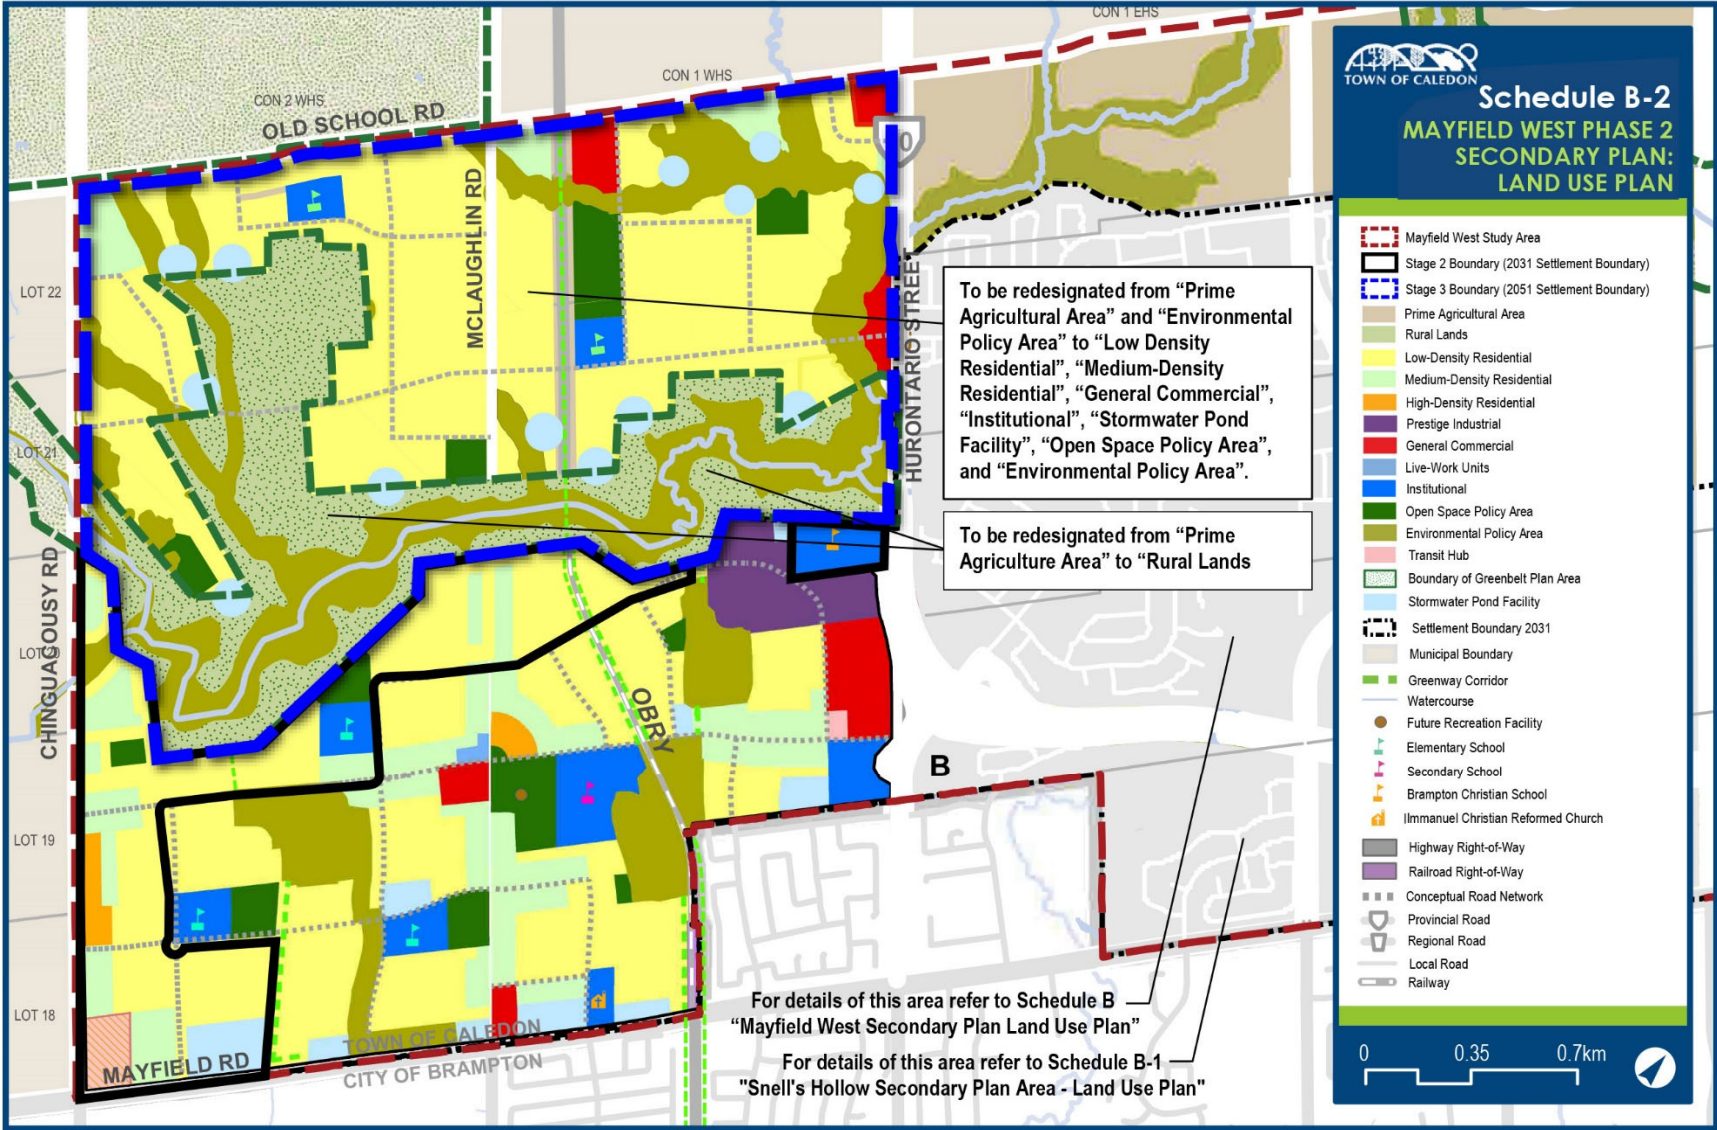 CON 1 EHS
CON 1 WHS
CON 2 WHS
OLD SCHOOL RD
MCLAUGHLIN RD
HURONTARIO STREET
CHINGUACOUSY RD
LOT 22
LOT 21
LOT 20
LOT 19
LOT 18
0
To be redesignated from “Prime
Agricultural Area” and “Environmental
Policy Area” to “Low Density
Residential”, “Medium-Density
Residential”, “General Commercial”,
“Institutional”, “Stormwater Pond
Facility”, “Open Space Policy Area”,
and “Environmental Policy Area”.
To be redesignated from “Prime
Agriculture Area” to “Rural Lands
OBRY
B
MAYFIELD RD
TOWN OF CALEDON
CITY OF BRAMPTON
For details of this area refer to Schedule B
“Mayfield West Secondary Plan Land Use Plan”
For details of this area refer to Schedule B-1
"Snell's Hollow Secondary Plan Area - Land Use Plan"
TOWN OF CALEDON
Schedule B-2
MAYFIELD WEST PHASE 2
SECONDARY PLAN:
LAND USE PLAN
Mayfield West Study Area
Stage 2 Boundary (2031 Settlement Boundary)
Stage 3 Boundary (2051 Settlement Boundary)
Prime Agricultural Area
Rural Lands
Low-Density Residential
Medium-Density Residential
High-Density Residential
Prestige Industrial
General Commercial
Live-Work Units
Institutional
Open Space Policy Area
Environmental Policy Area
Transit Hub
Boundary of Greenbelt Plan Area
Stormwater Pond Facility
Settlement Boundary 2031
Municipal Boundary
Greenway Corridor
Watercourse
Future Recreation Facility
Elementary School
Secondary School
Brampton Christian School
IImmanuel Christian Reformed Church
Highway Right-of-Way
Railroad Right-of-Way
Conceptual Road Network
Provincial Road
Regional Road
Local Road
Railway
0 0.35 0.7km